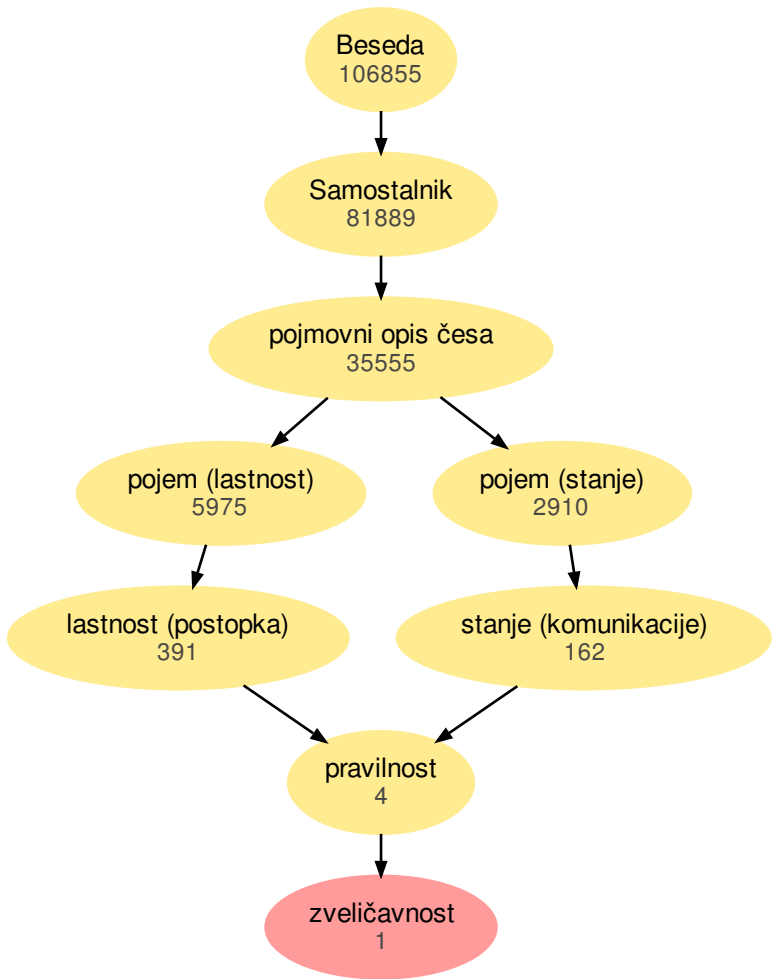 Beseda
106855
Samostalnik
81889
pojmovni opis česa
35555
pojem (lastnost)
5975
pojem (stanje)
2910
lastnost (postopka)
391
stanje (komunikacije)
162
pravilnost
4
zveličavnost
1